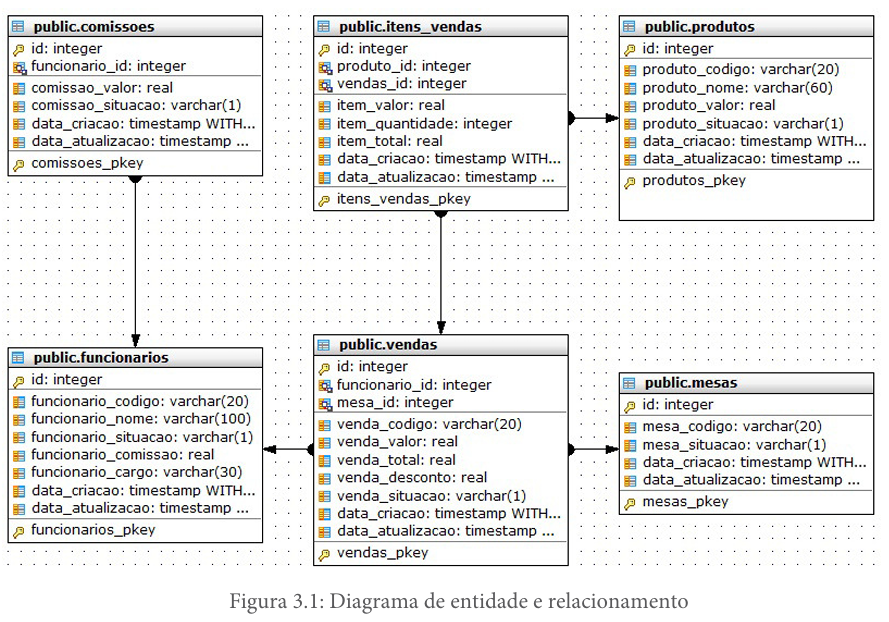 public.comissoes
id: integer
funcionario_id: integer
comissao_valor: real
comissao_situacao: varchar(1)
data_criacao: timestamp WITH...
data_atualizacao: timestamp ...
comissoes_pkey
public.itens_vendas
id: integer
produto_id: integer
vendas_id: integer
item_valor: real
item_quantidade: integer
item_total: real
data_criacao: timestamp WITH...
data_atualizacao: timestamp ...
itens_vendas_pkey
public.produtos
id: integer
produto_codigo: varchar(20)
produto_nome: varchar(60)
produto_valor: real
produto_situacao: varchar(1)
data_criacao: timestamp WITH...
data_atualizacao: timestamp ...
produtos_pkey
public.funcionarios
id: integer
funcionario_codigo: varchar(20)
funcionario_nome: varchar(100)
funcionario_situacao: varchar(1)
funcionario_comissao: real
funcionario_cargo: varchar(30)
data_criacao: timestamp WITH...
data_atualizacao: timestamp ...
funcionarios_pkey
public.vendas
id: integer
funcionario_id: integer
mesa_id: integer
venda_codigo: varchar(20)
venda_valor: real
venda_total: real
venda_desconto: real
venda_situacao: varchar(1)
data_criacao: timestamp WITH...
data_atualizacao: timestamp ...
vendas_pkey
public.mesas
id: integer
mesa_codigo: varchar(20)
mesa_situacao: varchar(1)
data_criacao: timestamp WITH...
data_atualizacao: timestamp ...
mesas_pkey
Figura 3.1: Diagrama de entidade e relacionamento